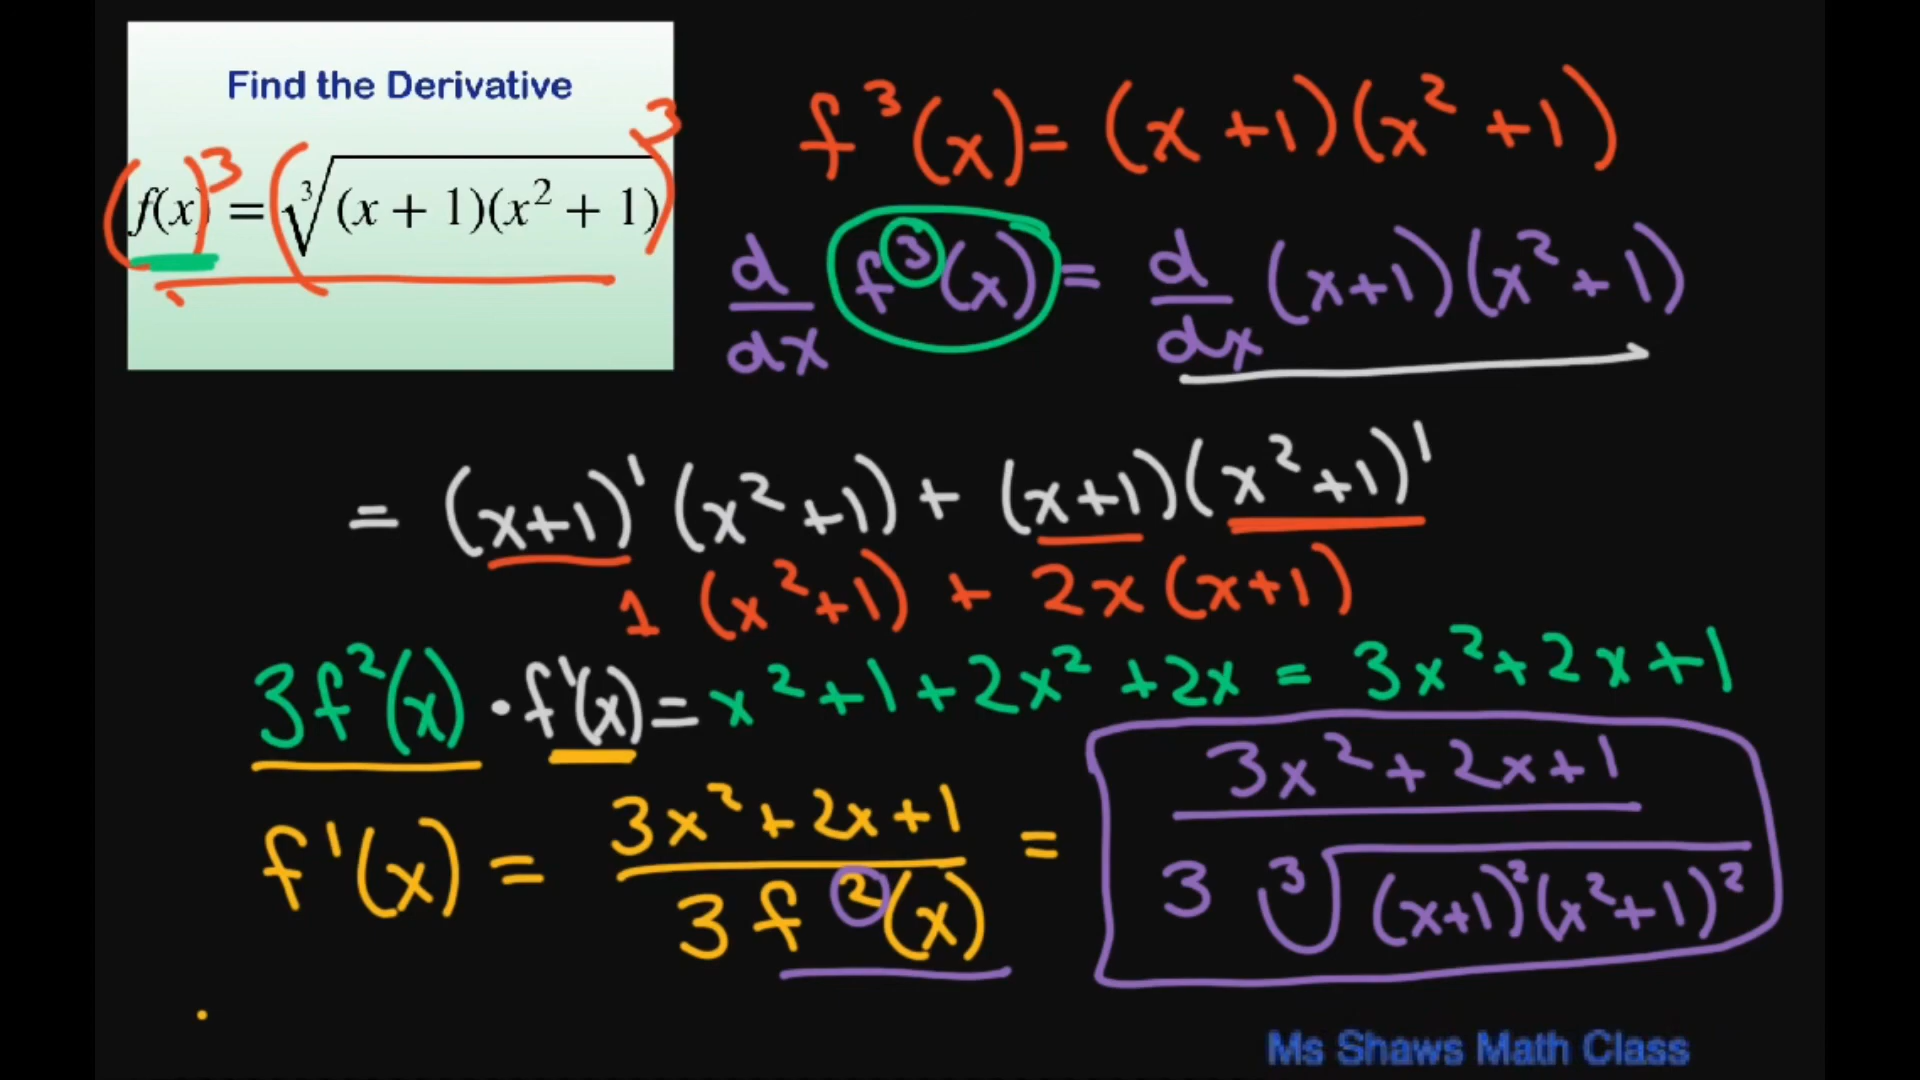 Find the Derivative
(f(x))³ = (∛(x + 1)(x² + 1))³
f³(x) = (x+1)(x²+1)
d/dx f³(x) = d/dx (x+1)(x²+1)
= (x+1)'(x²+1) + (x+1)(x²+1)'
1 (x²+1) + 2x(x+1)
3f²(x) · f'(x) = x²+1+2x²+2x = 3x²+2x+1
f'(x) = (3x²+2x+1)/(3f²(x)) = (3x²+2x+1)/(3∛(x+1)²(x²+1)²)
Ms Shaws Math Class